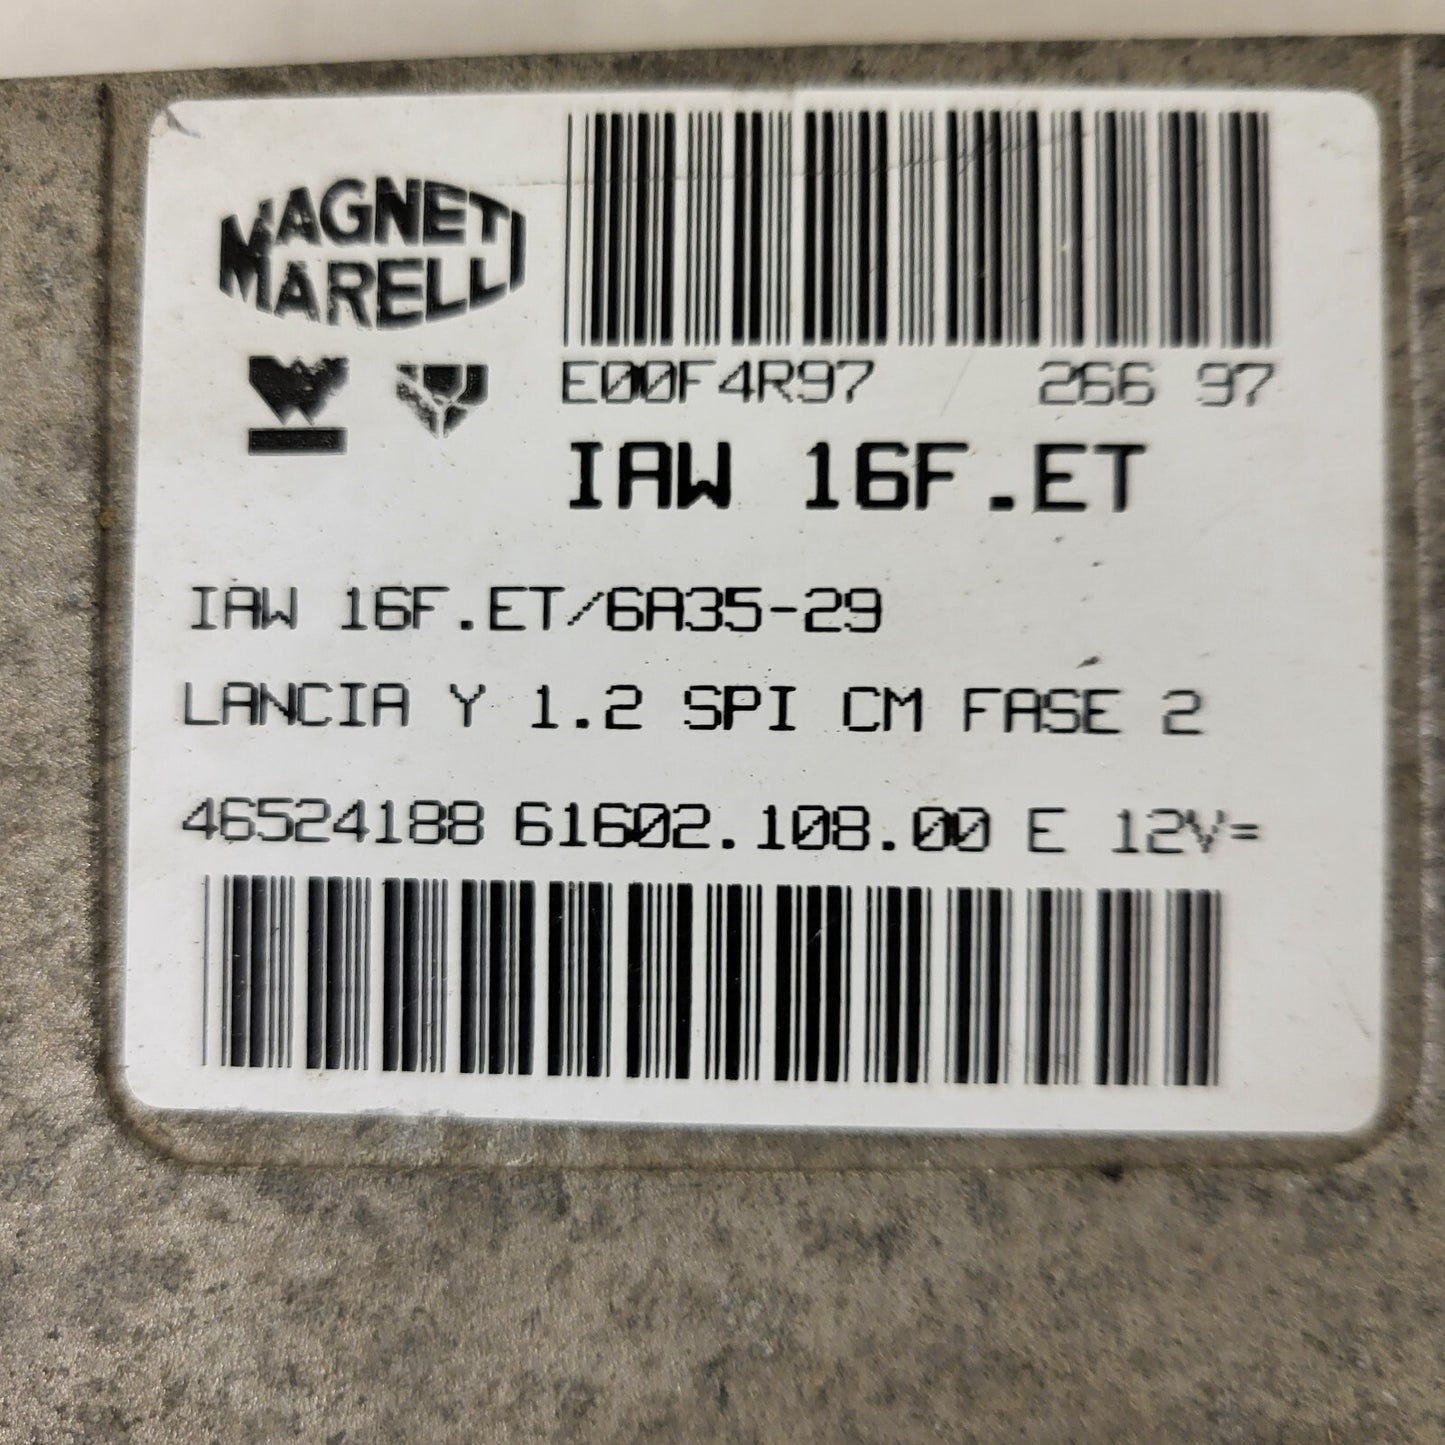 MAGNETI
MARELLI
E00F4R97 266 97
IAW 16F.ET
IAW 16F.ET/6A35-29
LANCIA Y 1.2 SPI CM FASE 2
46524188 61602.108.00 E 12V=